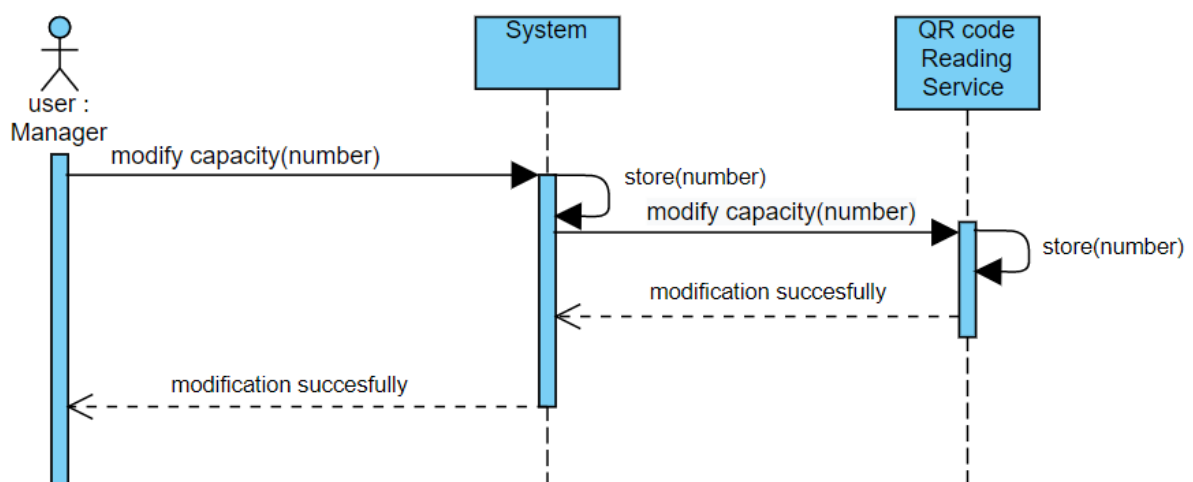 System
QR code
Reading
Service
user :
Manager
modify capacity(number)
store(number)
modify capacity(number)
store(number)
modification succesfully
modification succesfully